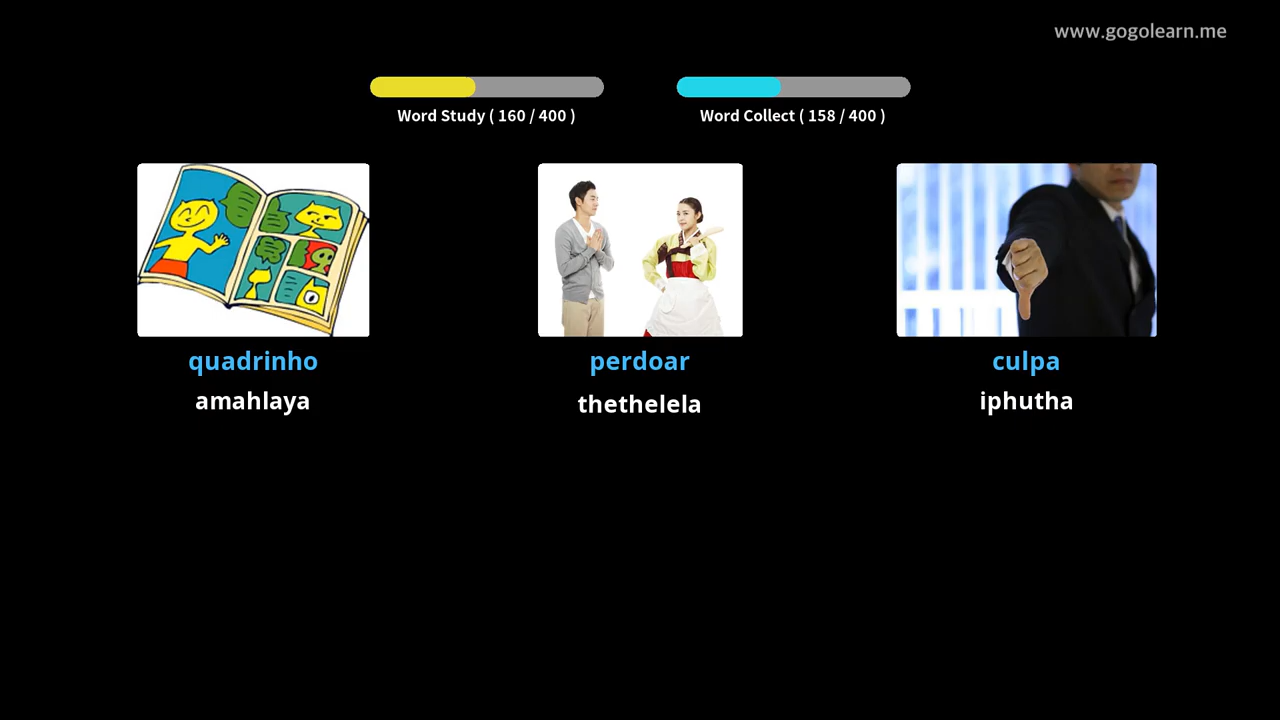 www.gogolearn.me
Word Study ( 160 / 400 )
Word Collect ( 158 / 400 )
quadrinho
amahlaya
perdoar
thethelela
culpa
iphutha